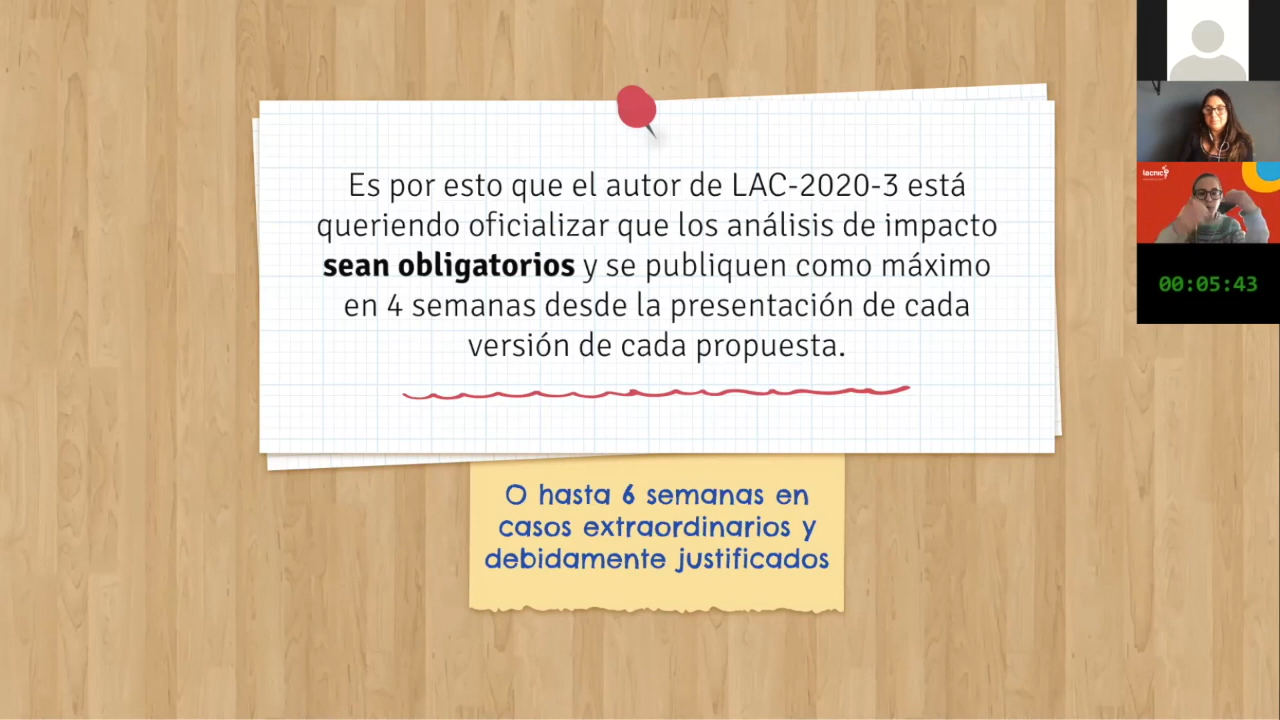 Es por esto que el autor de LAC-2020-3 está
queriendo oficializar que los análisis de impacto
sean obligatorios y se publiquen como máximo
en 4 semanas desde la presentación de cada
versión de cada propuesta.
O hasta 6 semanas en
casos extraordinarios y
debidamente justificados
lacnic
00:05:43